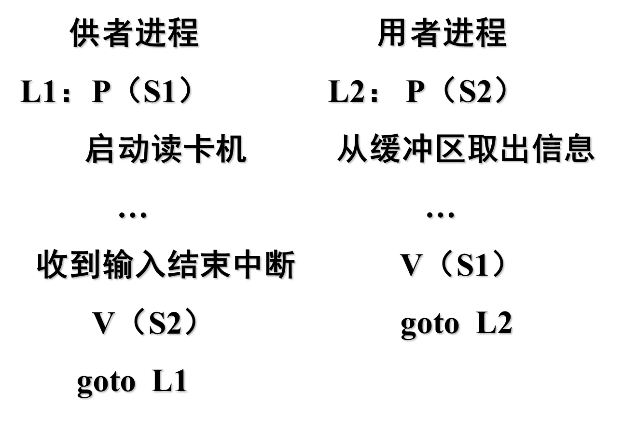 供者进程
L1：P（S1）
启动读卡机
…
收到输入结束中断
V（S2）
goto L1
用者进程
L2： P（S2）
从缓冲区取出信息
…
V（S1）
goto L2